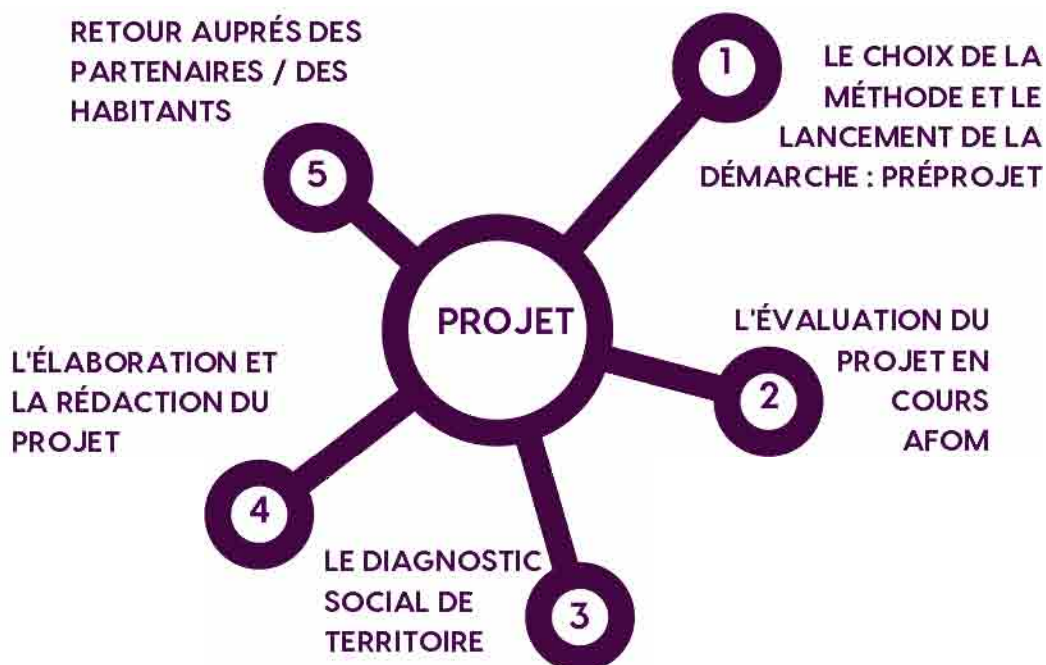 PROJET
1
LE CHOIX DE LA
MÉTHODE ET LE
LANCEMENT DE LA
DÉMARCHE : PRÉPROJET
2
L'ÉVALUATION DU
PROJET EN
COURS
AFOM
3
LE DIAGNOSTIC
SOCIAL DE
TERRITOIRE
4
L'ÉLABORATION ET
LA RÉDACTION DU
PROJET
5
RETOUR AUPRÉS DES
PARTENAIRES / DES
HABITANTS